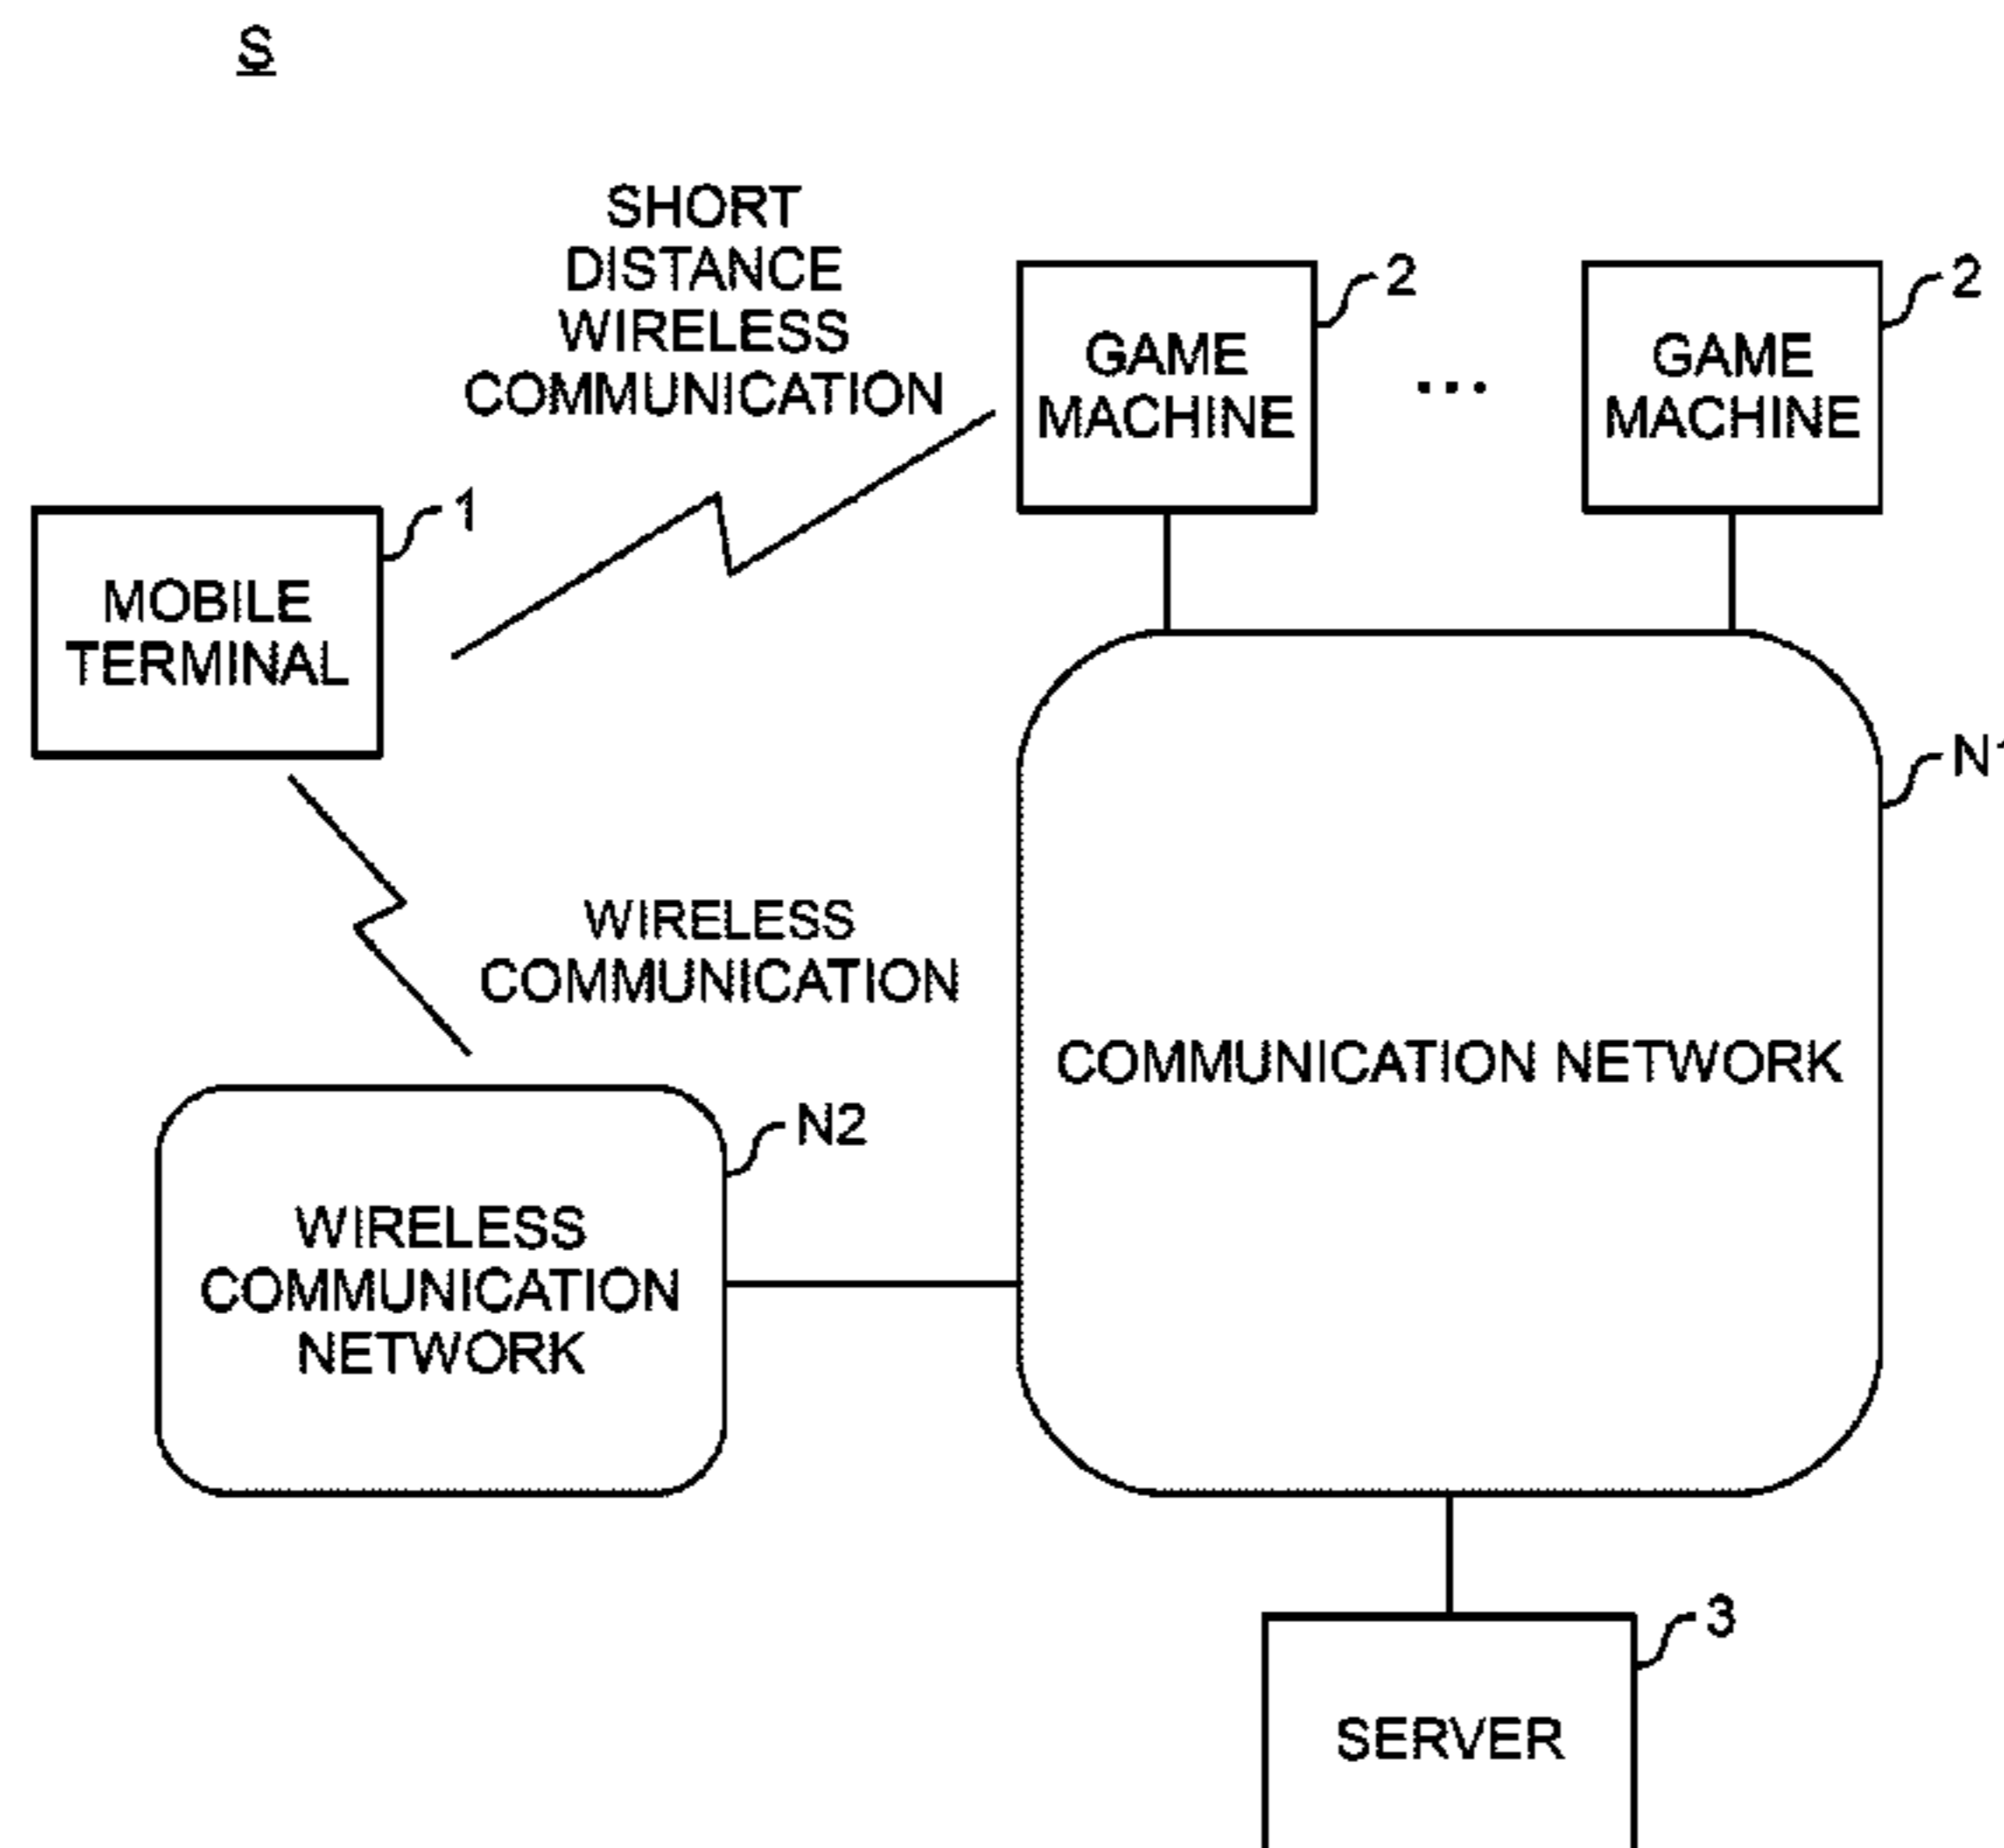 S
SHORT
DISTANCE
WIRELESS
COMMUNICATION
GAME
MACHINE
2
...
GAME
MACHINE
2
MOBILE
TERMINAL
1
N1
WIRELESS
COMMUNICATION
COMMUNICATION NETWORK
N2
WIRELESS
COMMUNICATION
NETWORK
3
SERVER